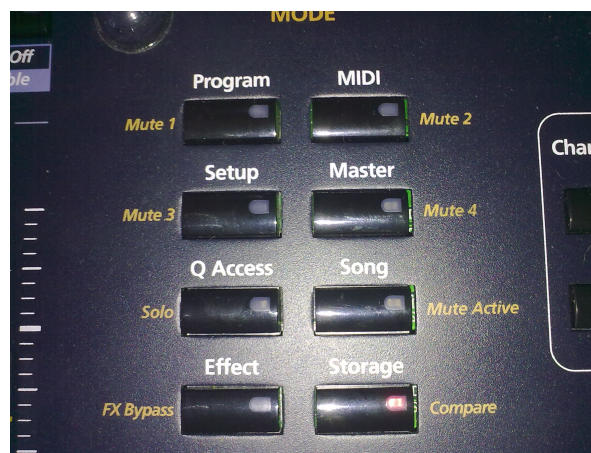 MODE
Off
ble
Program MIDI
Mute 1 Mute 2
Setup Master
Mute 3 Mute 4
Q Access Song
Solo Mute Active
Effect Storage
FX Bypass Compare
Chan